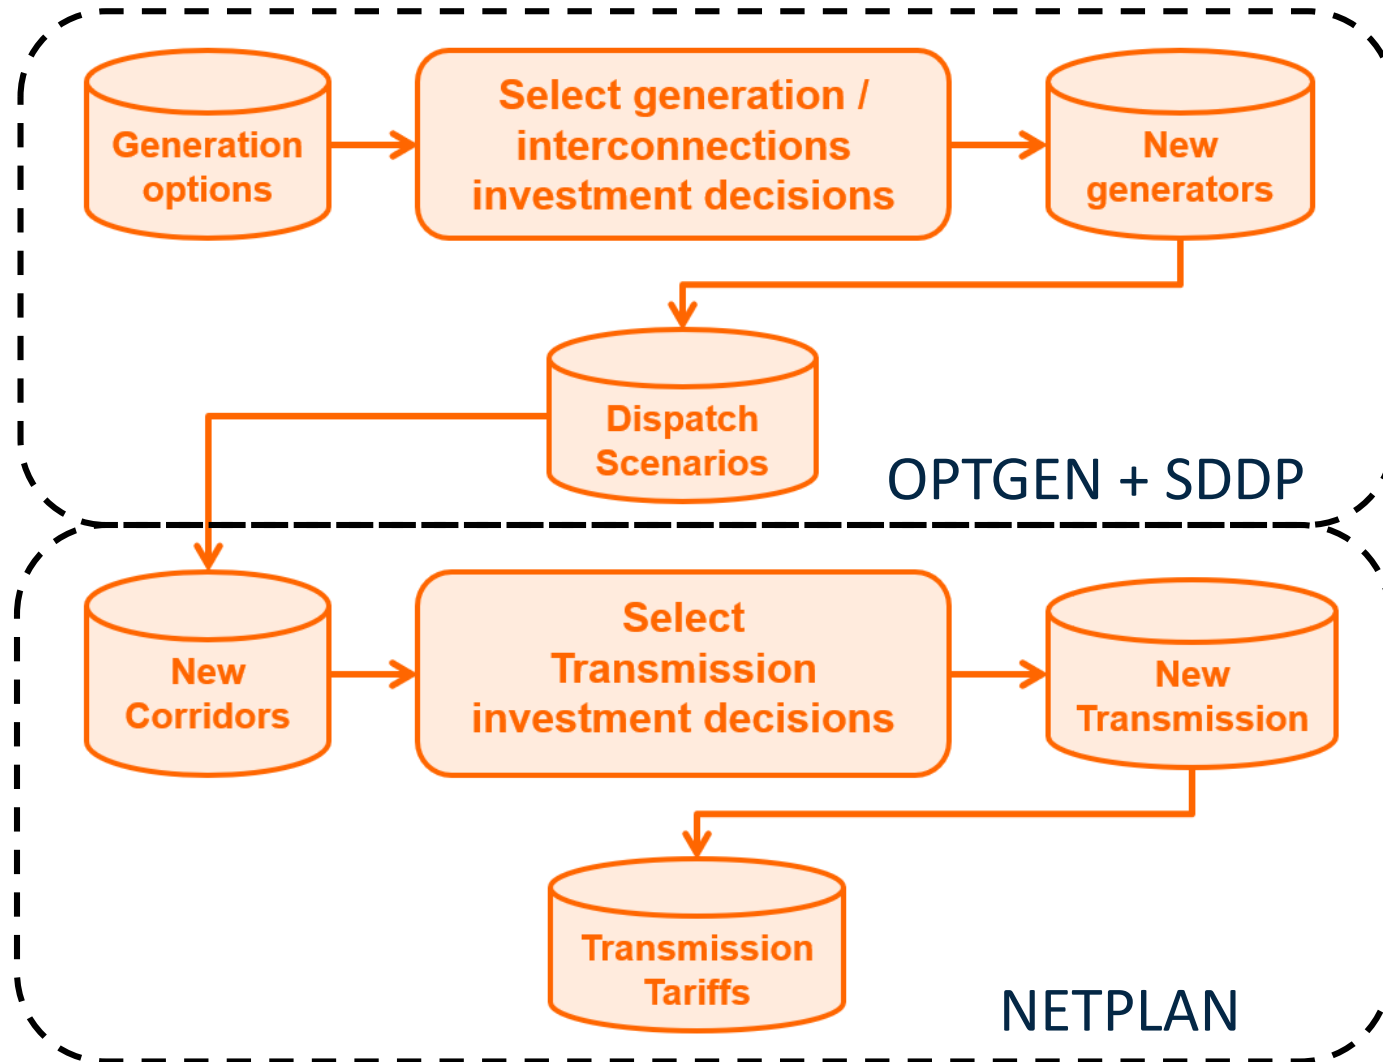 Generation
options
Select generation /
interconnections
investment decisions
New
generators
Dispatch
Scenarios
OPTGEN + SDDP
New
Corridors
Select
Transmission
investment decisions
New
Transmission
Transmission
Tariffs
NETPLAN